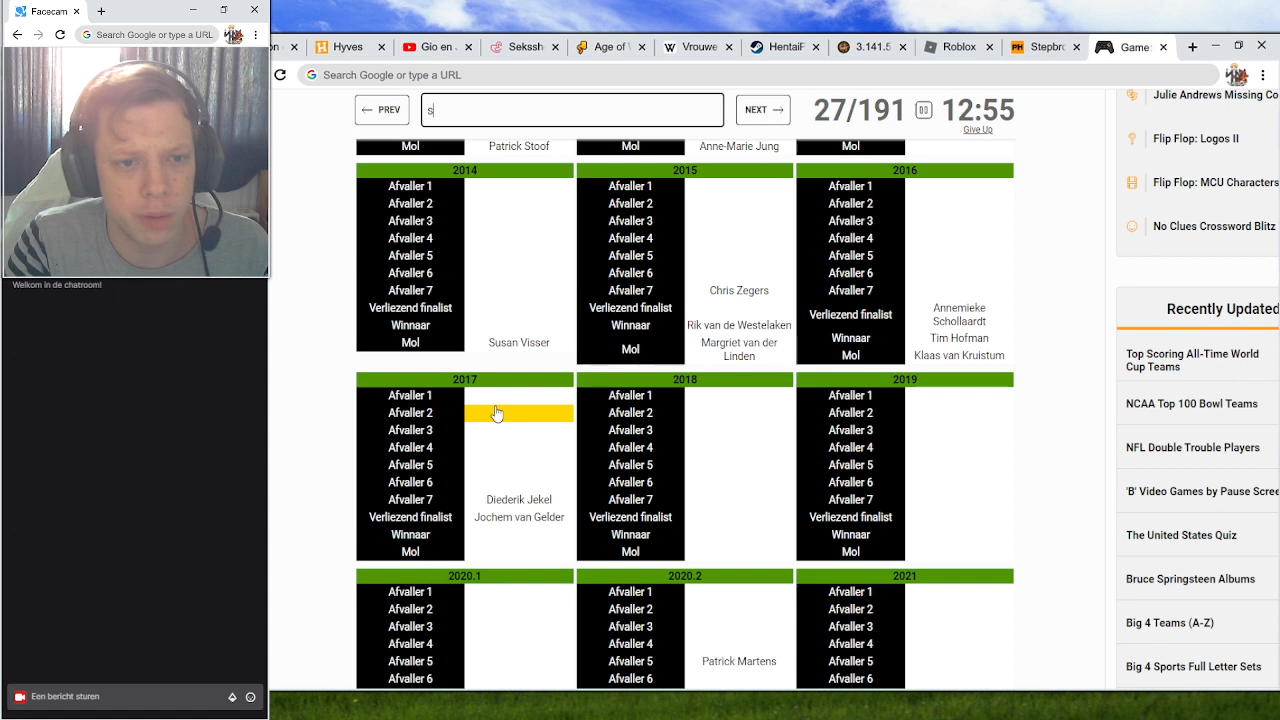 Facecam
Search Google or type a URL
Welkom in de chatroom!
Een bericht sturen
Hyves
Gio en
Sekssh
Age of
Vrouwe
HentaiP
3.141.5
Roblox
Stepbro
Game:
Search Google or type a URL
← PREV
s
NEXT →
27/191
12:55
Give Up
Mol Patrick Stoof
Mol Anne-Marie Jung
Mol
2014
Afvaller 1
Afvaller 2
Afvaller 3
Afvaller 4
Afvaller 5
Afvaller 6
Afvaller 7
Verliezend finalist
Winnaar
Mol Susan Visser
2015
Afvaller 1
Afvaller 2
Afvaller 3
Afvaller 4
Afvaller 5
Afvaller 6
Afvaller 7 Chris Zegers
Verliezend finalist
Winnaar Rik van de Westelaken
Mol Margriet van der
Linden
2016
Afvaller 1
Afvaller 2
Afvaller 3
Afvaller 4
Afvaller 5
Afvaller 6
Afvaller 7
Verliezend finalist Annemieke
Schollaardt
Winnaar Tim Hofman
Mol Klaas van Kruistum
2017
Afvaller 1
Afvaller 2
Afvaller 3
Afvaller 4
Afvaller 5
Afvaller 6
Afvaller 7 Diederik Jekel
Verliezend finalist Jochem van Gelder
Winnaar
Mol
2018
Afvaller 1
Afvaller 2
Afvaller 3
Afvaller 4
Afvaller 5
Afvaller 6
Afvaller 7
Verliezend finalist
Winnaar
Mol
2019
Afvaller 1
Afvaller 2
Afvaller 3
Afvaller 4
Afvaller 5
Afvaller 6
Afvaller 7
Verliezend finalist
Winnaar
Mol
2020.1
Afvaller 1
Afvaller 2
Afvaller 3
Afvaller 4
Afvaller 5
Afvaller 6
2020.2
Afvaller 1
Afvaller 2
Afvaller 3
Afvaller 4
Afvaller 5 Patrick Martens
Afvaller 6
2021
Afvaller 1
Afvaller 2
Afvaller 3
Afvaller 4
Afvaller 5
Afvaller 6
Julie Andrews Missing Co
Flip Flop: Logos II
Flip Flop: MCU Characters
No Clues Crossword Blitz
Recently Updated
Top Scoring All-Time World
Cup Teams
NCAA Top 100 Bowl Teams
NFL Double Trouble Players
'B' Video Games by Pause Scree
The United States Quiz
Bruce Springsteen Albums
Big 4 Teams (A-Z)
Big 4 Sports Full Letter Sets